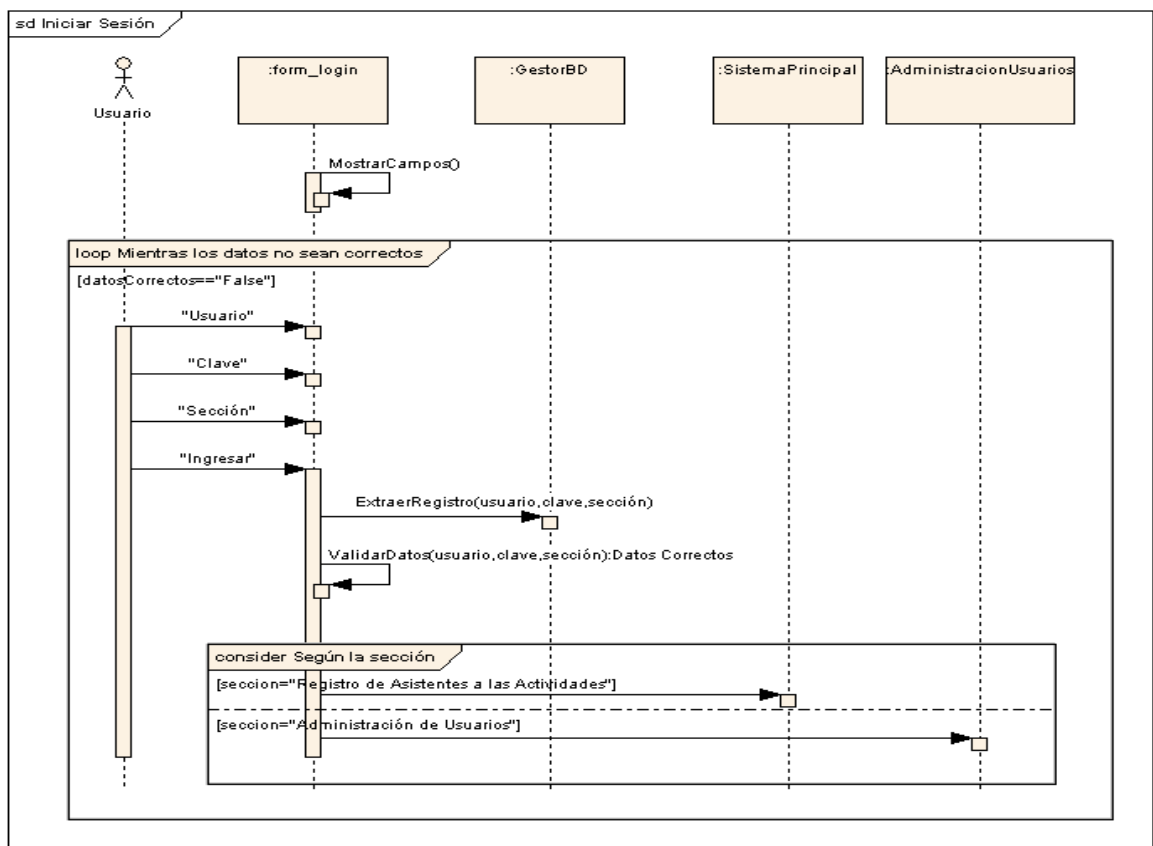 sd Iniciar Sesión
Usuario
:form_login
:GestorBD
:SistemaPrincipal
:AdministracionUsuarios
MostrarCampos()
loop Mientras los datos no sean correctos
[datosCorrectos=="False"]
"Usuario"
"Clave"
"Sección"
"Ingresar"
ExtraerRegistro(usuario,clave,sección)
ValidarDatos(usuario,clave,sección):Datos Correctos
consider Según la sección
[seccion="Registro de Asistentes a las Actividades"]
[seccion="Administración de Usuarios"]